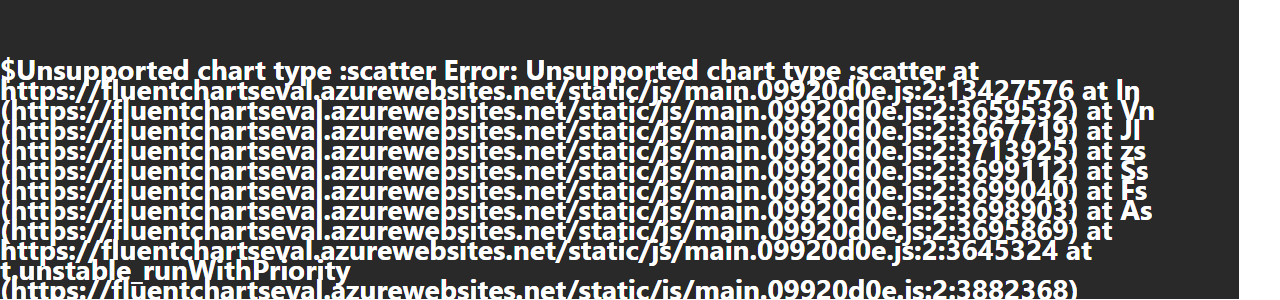 $Unsupported chart type :scatter Error: Unsupported chart type :scatter at
https://fluentchartseval.azurewebsites.net/static/js/main.09920d0e.js:2:13427576 at ln
(https://fluentchartseval.azurewebsites.net/static/js/main.09920d0e.js:2:3659532) at Vn
(https://fluentchartseval.azurewebsites.net/static/js/main.09920d0e.js:2:3667719) at Jl
(https://fluentchartseval.azurewebsites.net/static/js/main.09920d0e.js:2:3713925) at zs
(https://fluentchartseval.azurewebsites.net/static/js/main.09920d0e.js:2:3699112) at Ss
(https://fluentchartseval.azurewebsites.net/static/js/main.09920d0e.js:2:3699040) at Fs
(https://fluentchartseval.azurewebsites.net/static/js/main.09920d0e.js:2:3698903) at As
(https://fluentchartseval.azurewebsites.net/static/js/main.09920d0e.js:2:3695869) at
https://fluentchartseval.azurewebsites.net/static/js/main.09920d0e.js:2:3645324 at
t.unstable_runWithPriority
(https://fluentchartseval.azurewebsites.net/static/js/main.09920d0e.js:2:3882368)